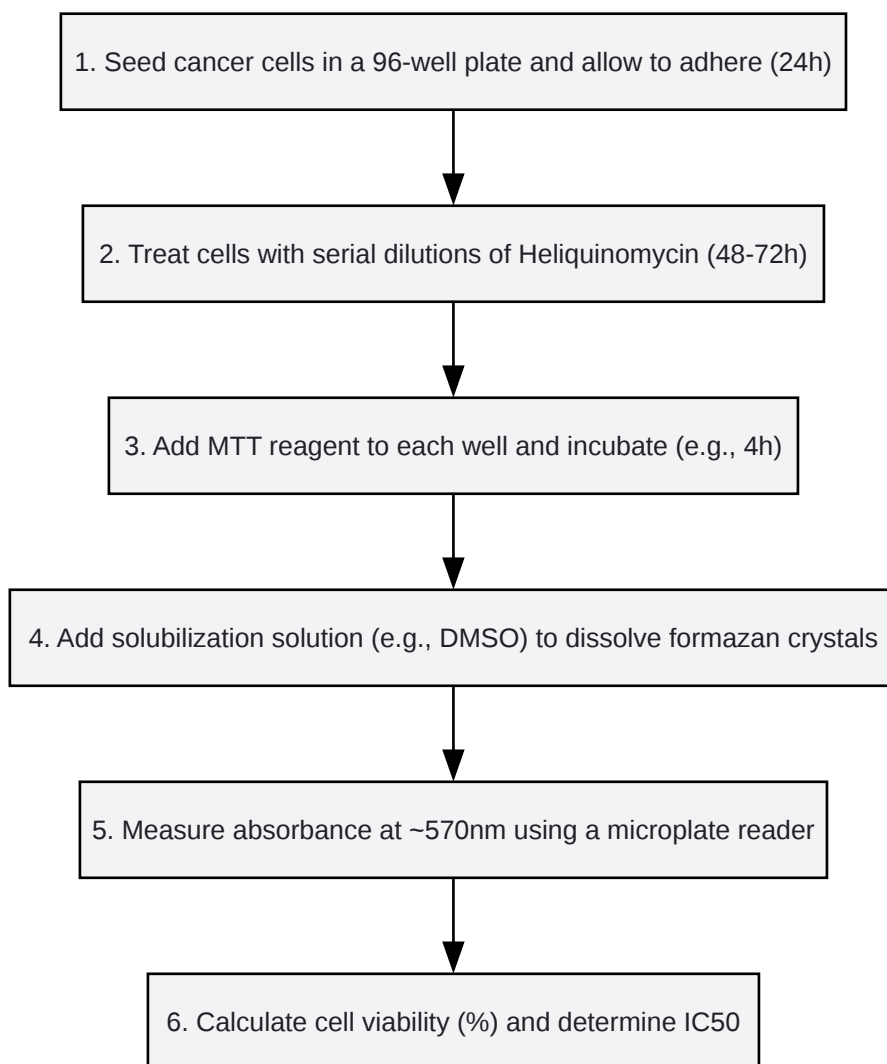 1. Seed cancer cells in a 96-well plate and allow to adhere (24h)
2. Treat cells with serial dilutions of Heliquinomycin (48-72h)
3. Add MTT reagent to each well and incubate (e.g., 4h)
4. Add solubilization solution (e.g., DMSO) to dissolve formazan crystals
5. Measure absorbance at ~570nm using a microplate reader
6. Calculate cell viability (%) and determine IC50